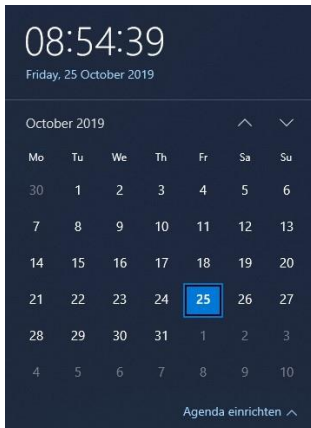 08:54:39
Friday, 25 October 2019
October 2019
Mo Tu We Th Fr Sa Su
30 1 2 3 4 5 6
7 8 9 10 11 12 13
14 15 16 17 18 19 20
21 22 23 24 25 26 27
28 29 30 31 1 2 3
4 5 6 7 8 9 10
Agenda einrichten